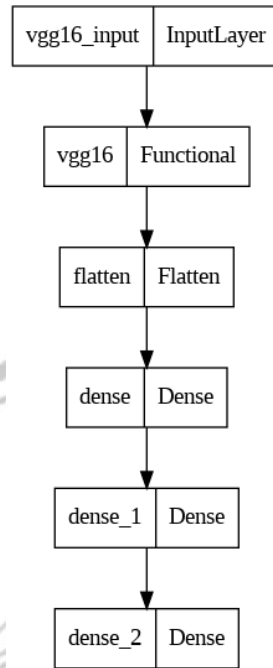 vgg16_input InputLayer
vgg16 Functional
flatten Flatten
dense Dense
dense_1 Dense
dense_2 Dense